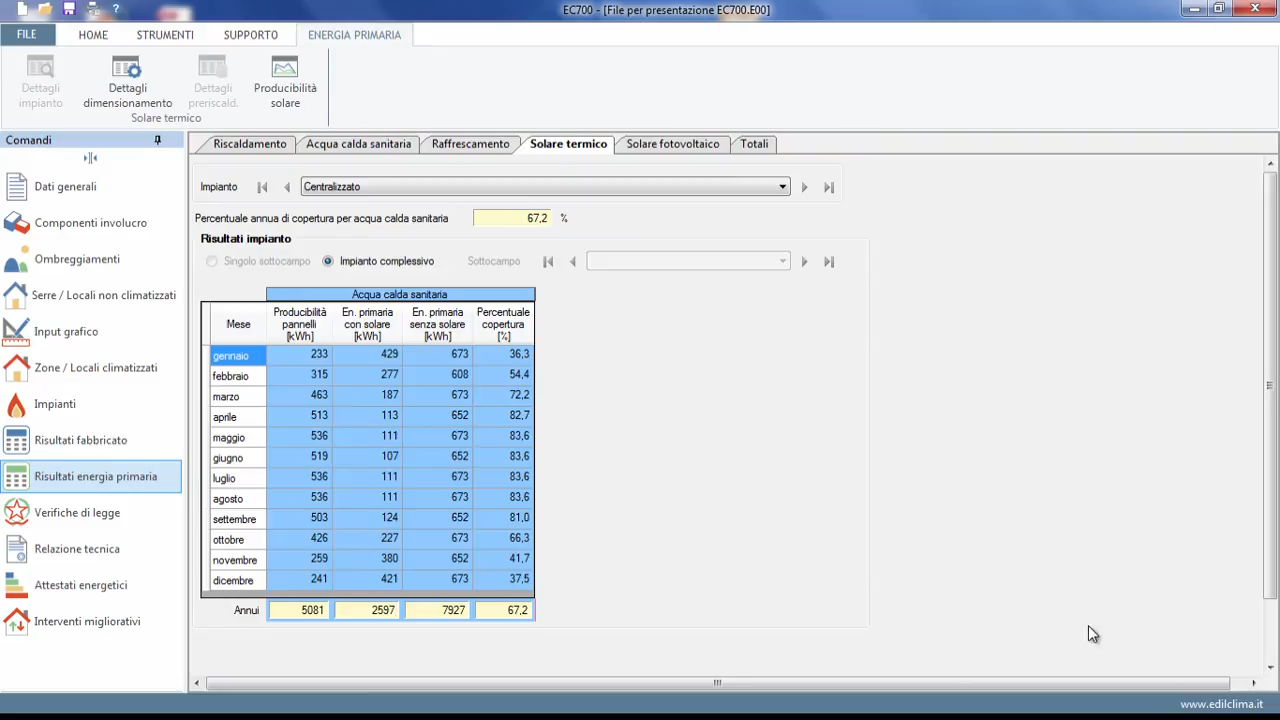 EC700 - [File per presentazione EC700.E00]
FILE HOME STRUMENTI SUPPORTO ENERGIA PRIMARIA
Dettagli impianto
Dettagli dimensionamento
Dettagli preriscald.
Producibilità solare
Solare termico
Comandi
Dati generali
Componenti involucro
Ombreggiamenti
Serre / Locali non climatizzati
Input grafico
Zone / Locali climatizzati
Impianti
Risultati fabbricato
Risultati energia primaria
Verifiche di legge
Relazione tecnica
Attestati energetici
Interventi migliorativi
Riscaldamento Acqua calda sanitaria Raffrescamento Solare termico Solare fotovoltaico Totali
Impianto Centralizzato
Percentuale annua di copertura per acqua calda sanitaria 67,2 %
Risultati impianto
Singolo sottocampo Impianto complessivo Sottocampo
Acqua calda sanitaria
Mese Producibilità pannelli [kWh] En. primaria con solare [kWh] En. primaria senza solare [kWh] Percentuale copertura [%]
gennaio 233 429 673 36,3
febbraio 315 277 608 54,4
marzo 463 187 673 72,2
aprile 513 113 652 82,7
maggio 536 111 673 83,6
giugno 519 107 652 83,6
luglio 536 111 673 83,6
agosto 536 111 673 83,6
settembre 503 124 652 81,0
ottobre 426 227 673 66,3
novembre 259 380 652 41,7
dicembre 241 421 673 37,5
Annui 5081 2597 7927 67,2
www.edilclima.it